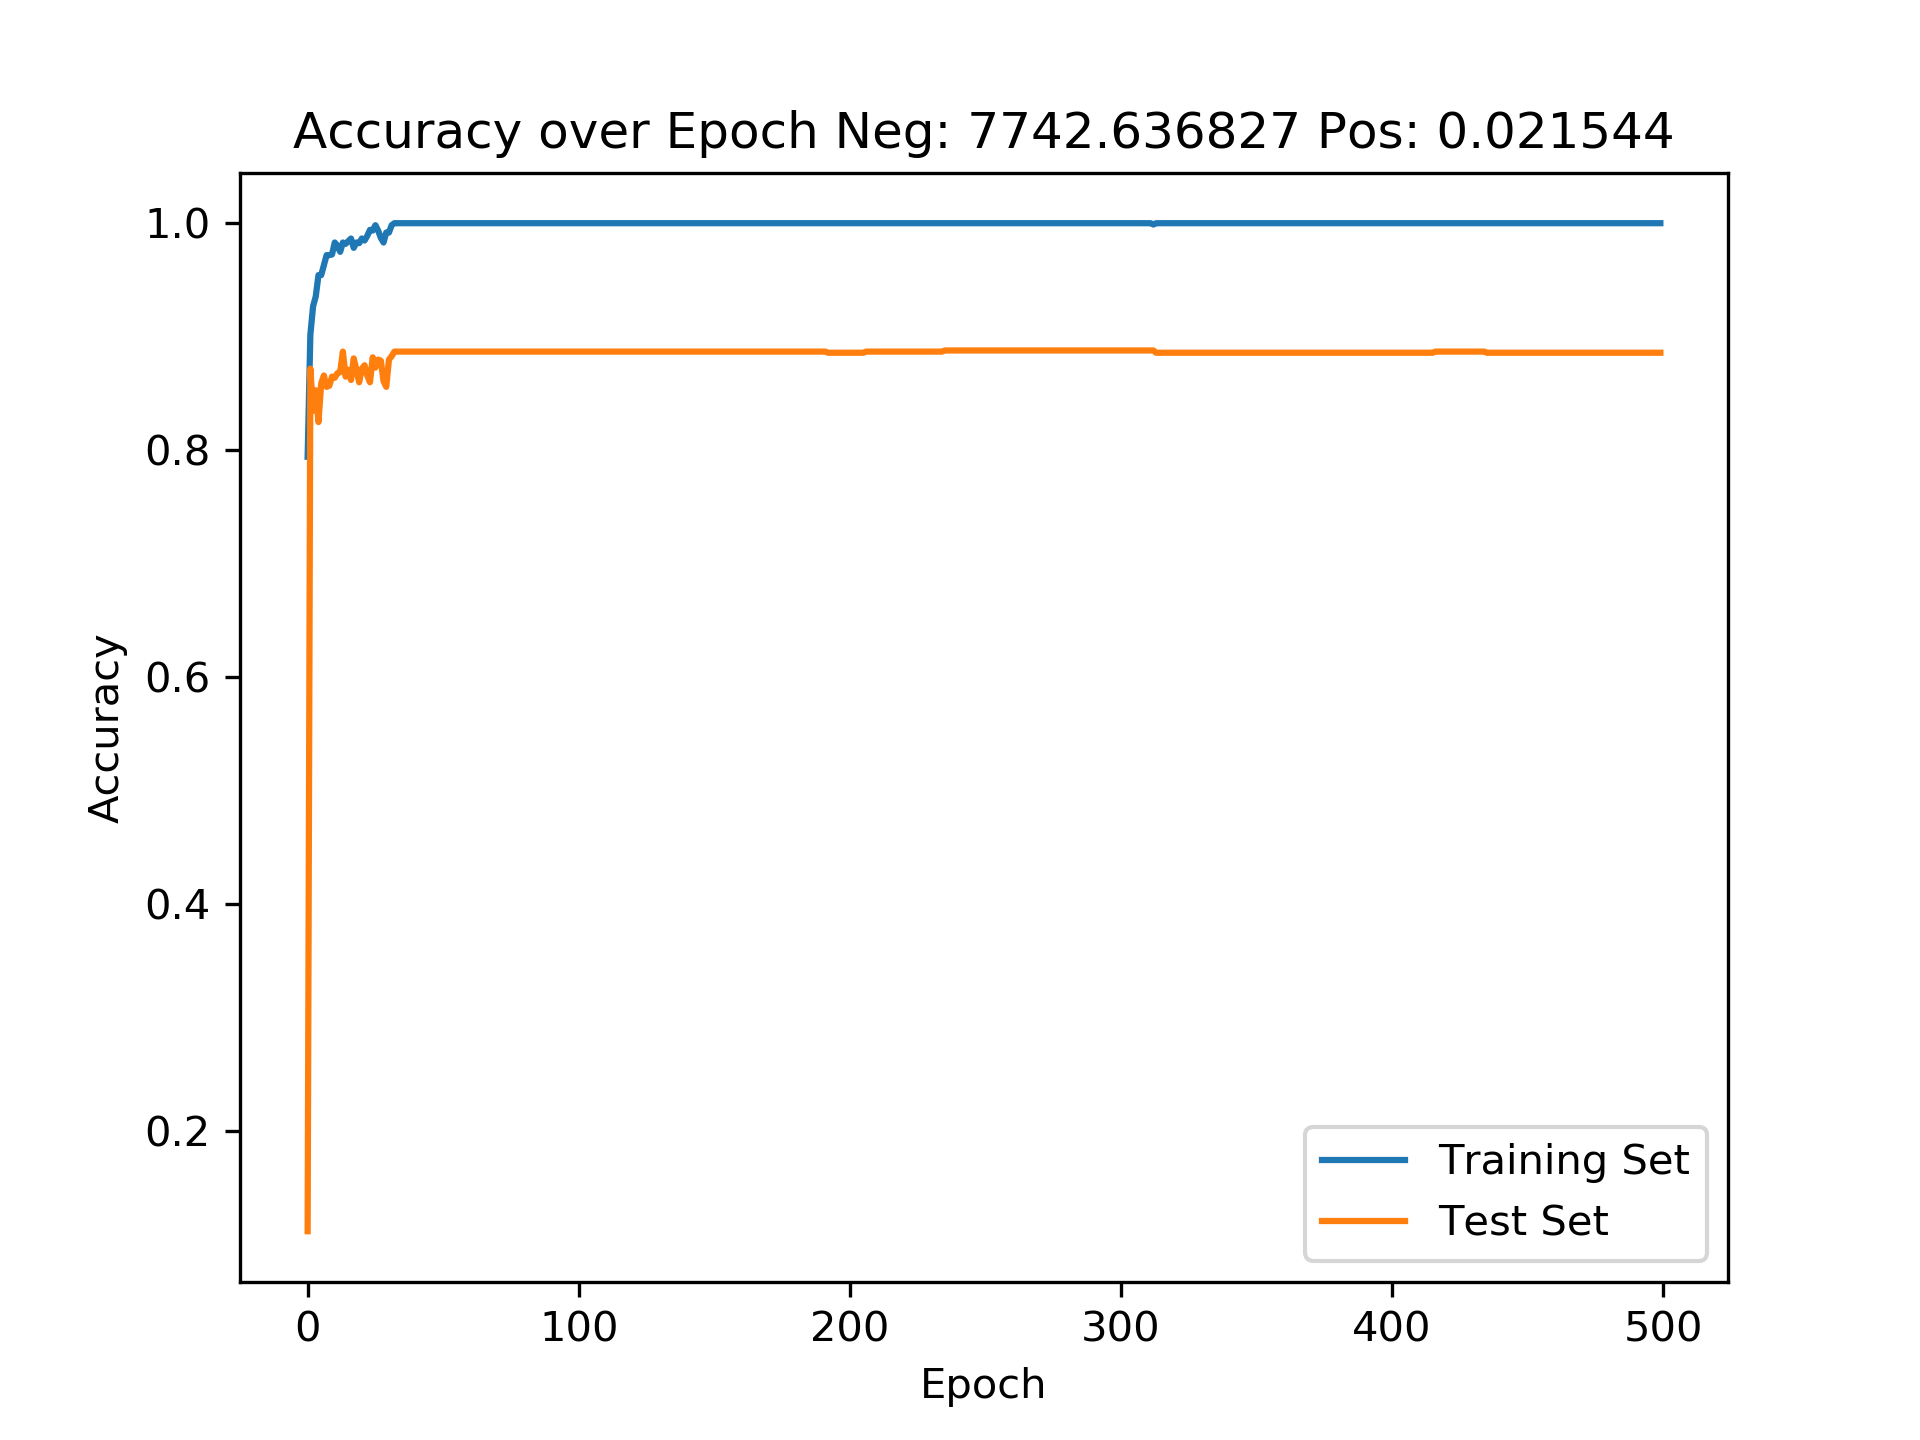 Accuracy over Epoch Neg: 7742.636827 Pos: 0.021544
1.0
0.8
0.6
0.4
0.2
Accuracy
Training Set
Test Set
0 100 200 300 400 500
Epoch